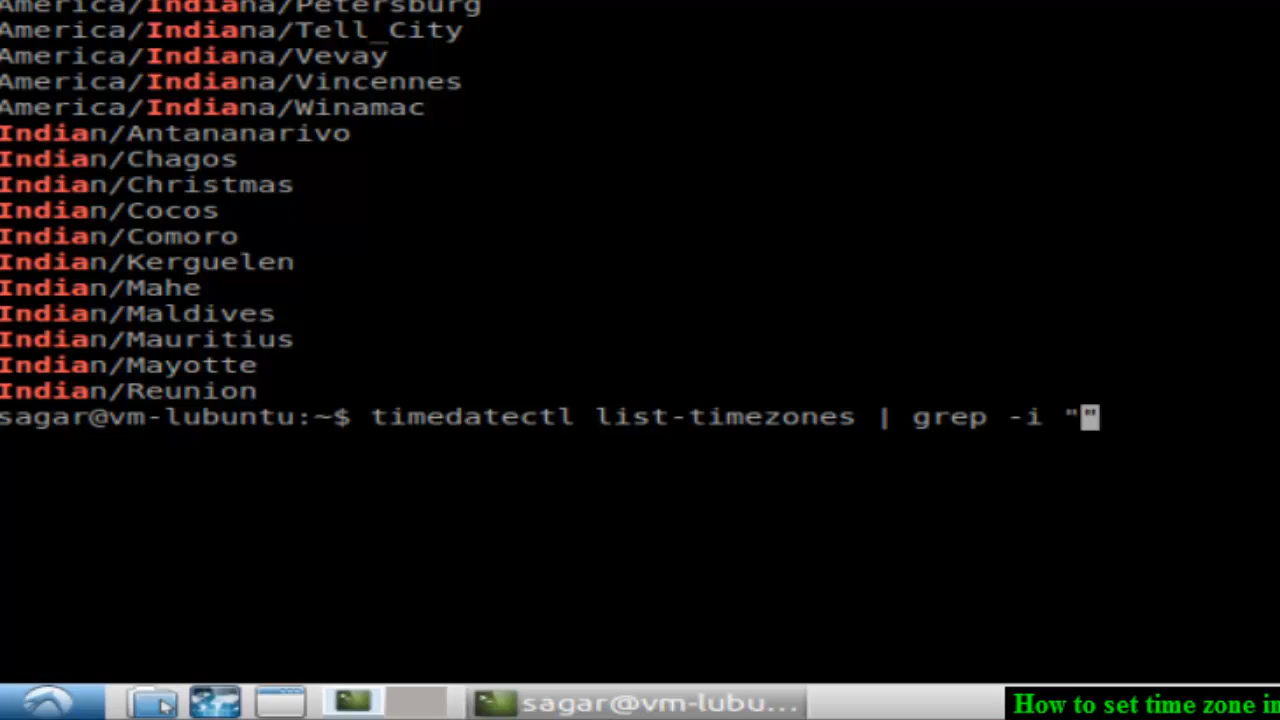 America/Indiana/Petersburg
America/Indiana/Tell_City
America/Indiana/Vevay
America/Indiana/Vincennes
America/Indiana/Winamac
Indian/Antananarivo
Indian/Chagos
Indian/Christmas
Indian/Cocos
Indian/Comoro
Indian/Kerguelen
Indian/Mahe
Indian/Maldives
Indian/Mauritius
Indian/Mayotte
Indian/Reunion
sagar@vm-lubuntu:~$ timedatectl list-timezones | grep -i ""
sagar@vm-lubu...
How to set time zone in